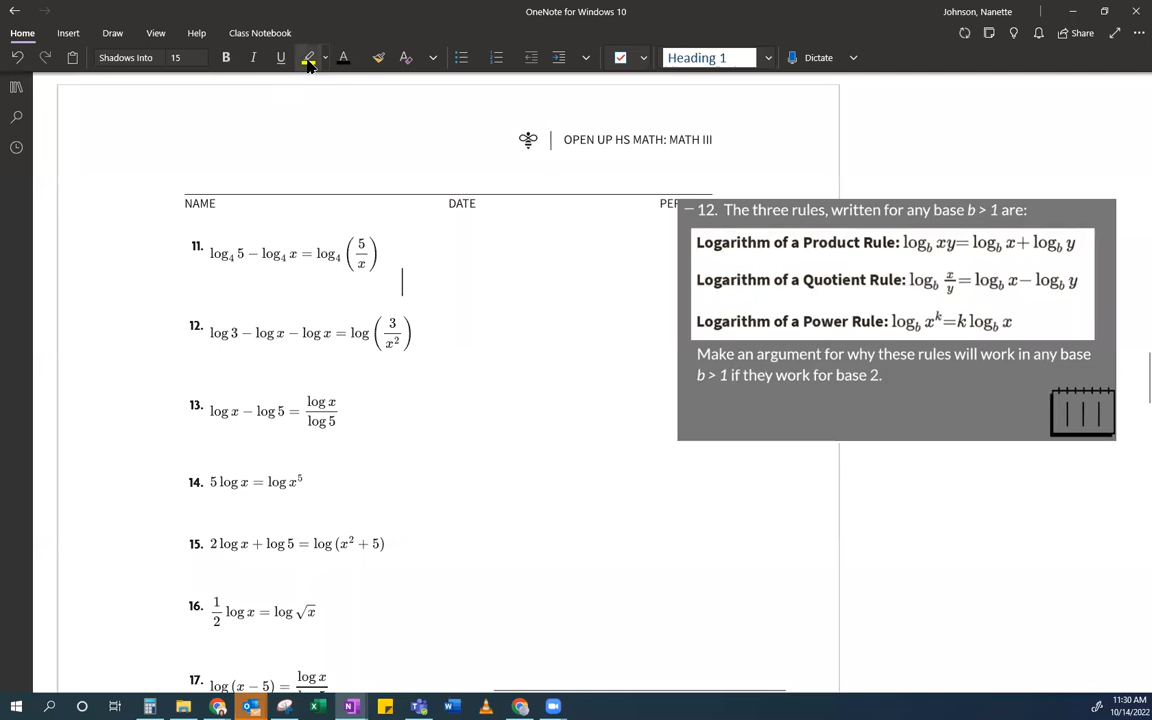 OneNote for Windows 10
Johnson, Nanette
Home Insert Draw View Help Class Notebook
Share
Shadows Into 15 B I U A Heading 1 Dictate
OPEN UP HS MATH: MATH III
NAME DATE
12. The three rules, written for any base b > 1 are:
Logarithm of a Product Rule: log_b xy = log_b x + log_b y
Logarithm of a Quotient Rule: log_b x/y = log_b x − log_b y
Logarithm of a Power Rule: log_b x^k = k log_b x
Make an argument for why these rules will work in any base
b > 1 if they work for base 2.
11. log₄ 5 − log₄ x = log₄ (5/x)
12. log 3 − log x − log x = log (3/x²)
13. log x − log 5 = log x / log 5
14. 5 log x = log x⁵
15. 2 log x + log 5 = log (x² + 5)
16. 1/2 log x = log √x
17. log (x − 5) = log x
11:30 AM
10/14/2022